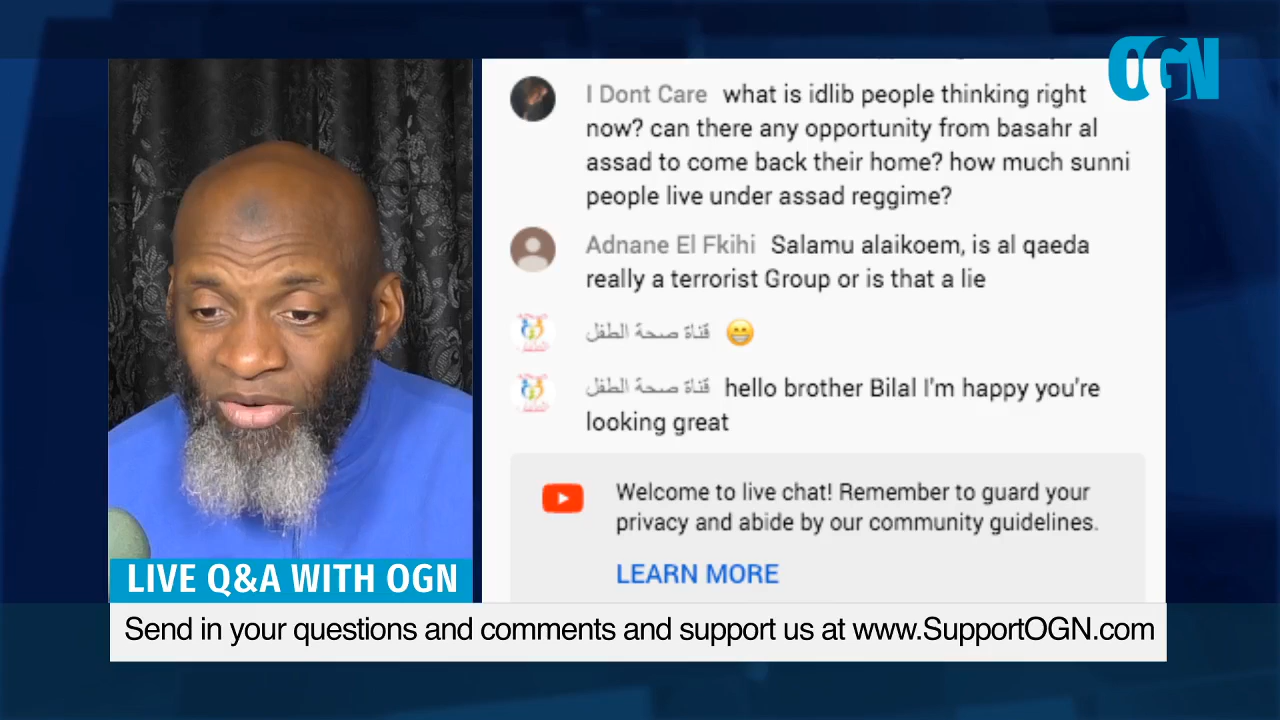 OGN
I Dont Care what is idlib people thinking right
now? can there any opportunity from basahr al
assad to come back their home? how much sunni
people live under assad reggime?
Adnane El Fkihi Salamu alaikoem, is al qaeda
really a terrorist Group or is that a lie
قناة صحة الطفل 😁
قناة صحة الطفل hello brother Bilal I'm happy you're
looking great
Welcome to live chat! Remember to guard your
privacy and abide by our community guidelines.
LEARN MORE
LIVE Q&A WITH OGN
Send in your questions and comments and support us at www.SupportOGN.com